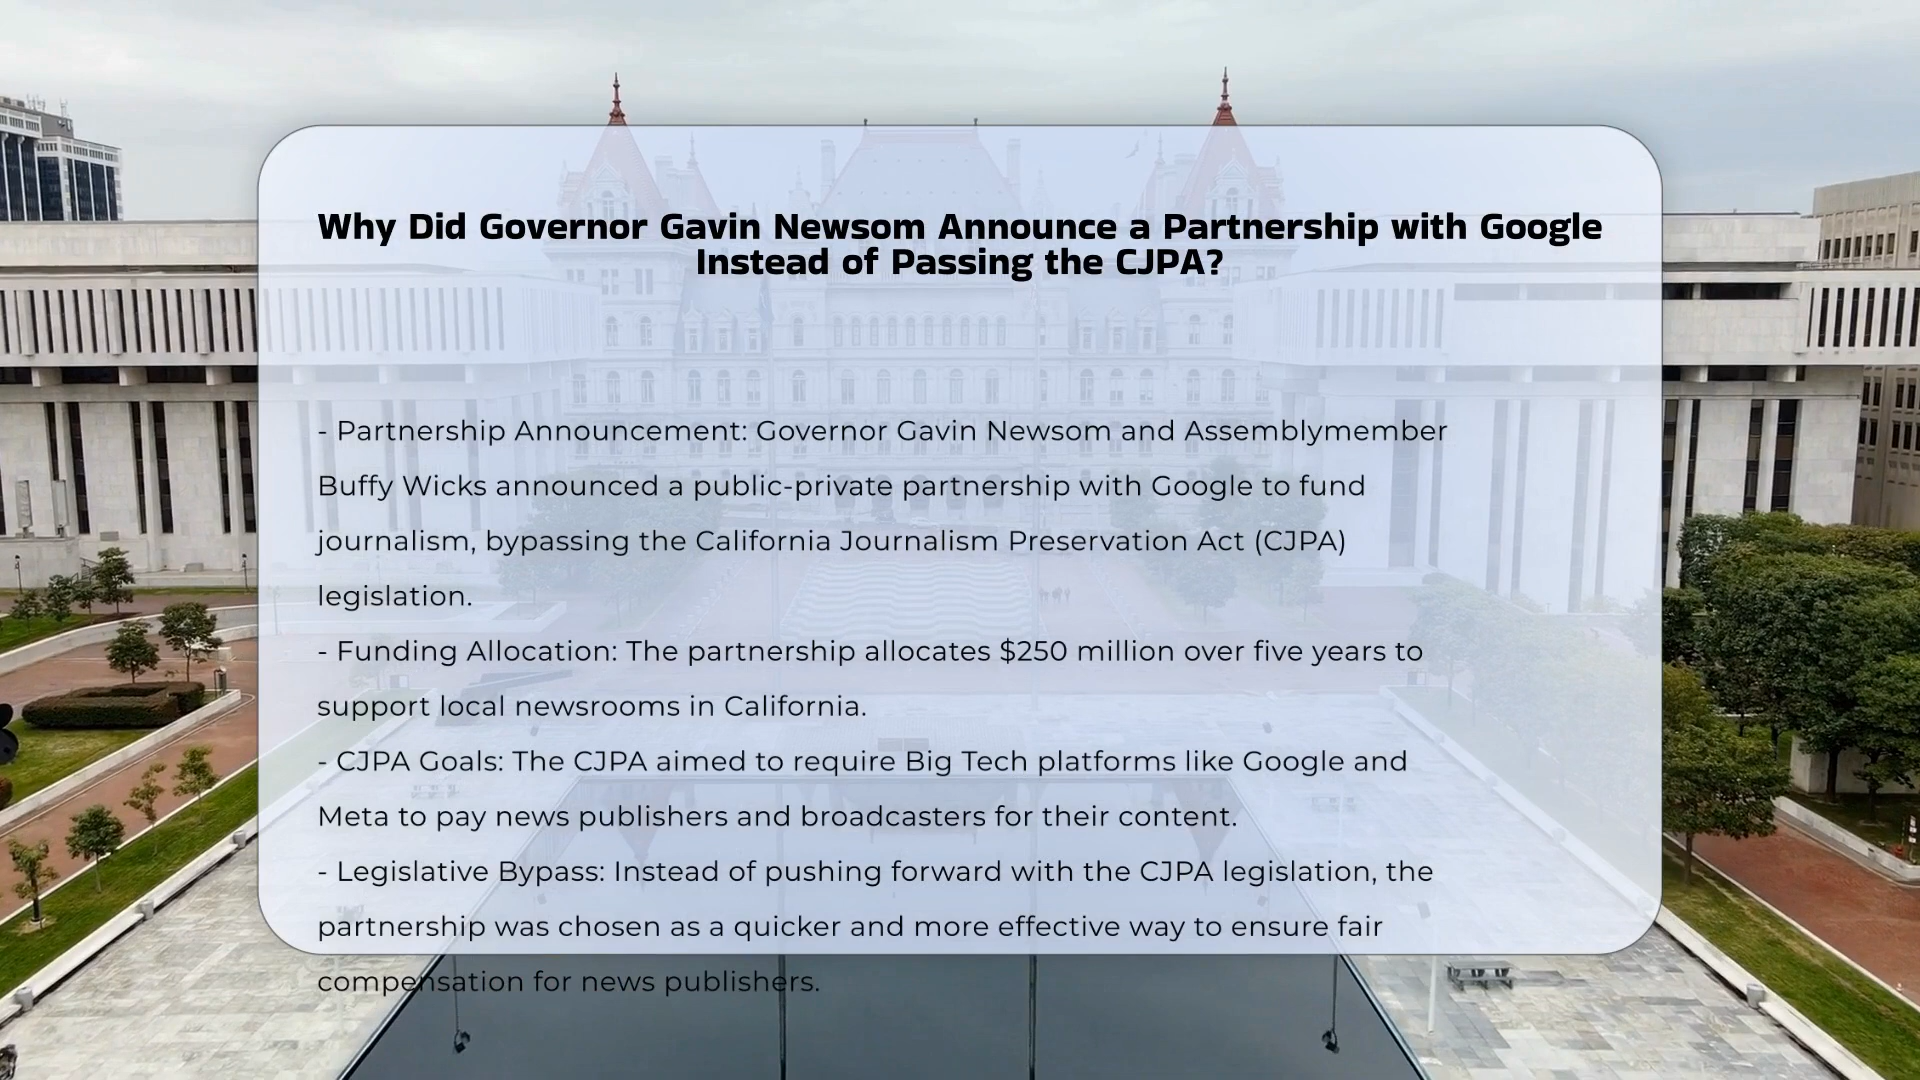 Why Did Governor Gavin Newsom Announce a Partnership with Google
Instead of Passing the CJPA?
- Partnership Announcement: Governor Gavin Newsom and Assemblymember
Buffy Wicks announced a public-private partnership with Google to fund
journalism, bypassing the California Journalism Preservation Act (CJPA)
legislation.
- Funding Allocation: The partnership allocates $250 million over five years to
support local newsrooms in California.
- CJPA Goals: The CJPA aimed to require Big Tech platforms like Google and
Meta to pay news publishers and broadcasters for their content.
- Legislative Bypass: Instead of pushing forward with the CJPA legislation, the
partnership was chosen as a quicker and more effective way to ensure fair
compensation for news publishers.